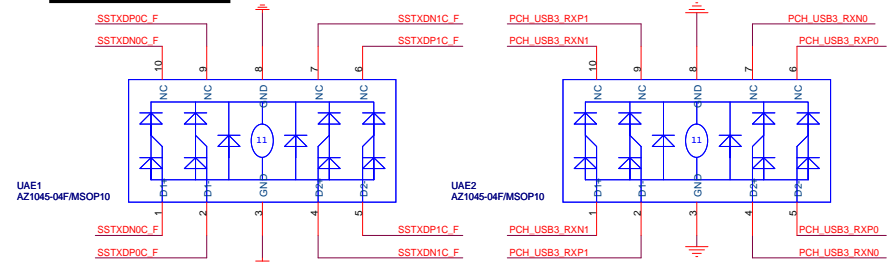 SSTXDP0C_F
SSTXDN1C_F
PCH_USB3_RXP1
PCH_USB3_RXN0
SSTXDN0C_F
SSTXDP1C_F
PCH_USB3_RXN1
PCH_USB3_RXP0
10 9 8 7 6
10 9 8 7 6
NC NC GND NC NC
NC NC GND NC NC
11
11
UAE1
AZ1045-04F/MSOP10
UAE2
AZ1045-04F/MSOP10
D1+ D1- GND D2+ D2-
D1+ D1- GND D2+ D2-
1 2 3 4 5
1 2 3 4 5
SSTXDN0C_F
SSTXDP1C_F
PCH_USB3_RXN1
PCH_USB3_RXP0
SSTXDP0C_F
SSTXDN1C_F
PCH_USB3_RXP1
PCH_USB3_RXN0